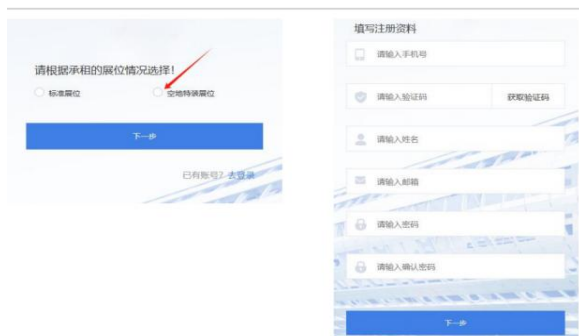 请根据承租的展位情况选择！
标准展位
空地特装展位
下一步
已有账号？去登录
填写注册资料
请输入手机号
请输入验证码
获取验证码
请输入姓名
请输入邮箱
请输入密码
请输入确认密码
下一步